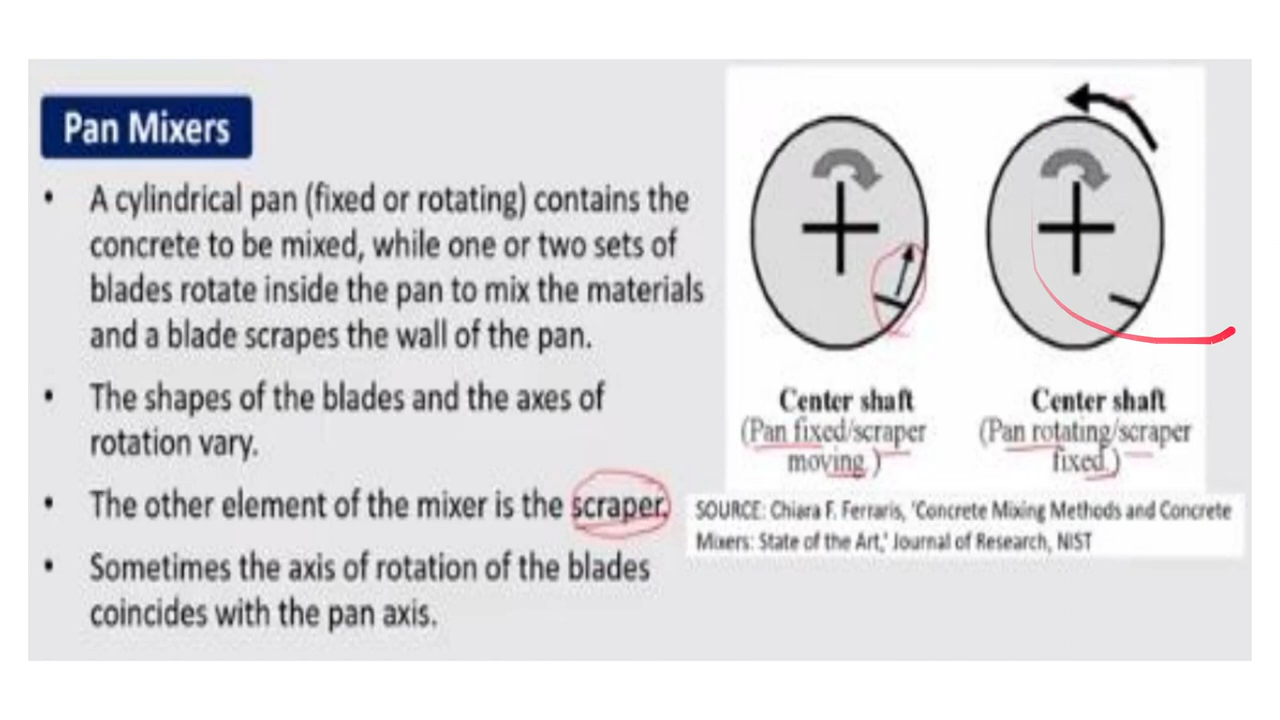 Pan Mixers
• A cylindrical pan (fixed or rotating) contains the
concrete to be mixed, while one or two sets of
blades rotate inside the pan to mix the materials
and a blade scrapes the wall of the pan.
• The shapes of the blades and the axes of
rotation vary.
• The other element of the mixer is the scraper.
• Sometimes the axis of rotation of the blades
coincides with the pan axis.
Center shaft
(Pan fixed/scraper
moving )
Center shaft
(Pan rotating/scraper
fixed )
SOURCE: Chiara F. Ferraris, 'Concrete Mixing Methods and Concrete
Mixers: State of the Art,' Journal of Research, NIST